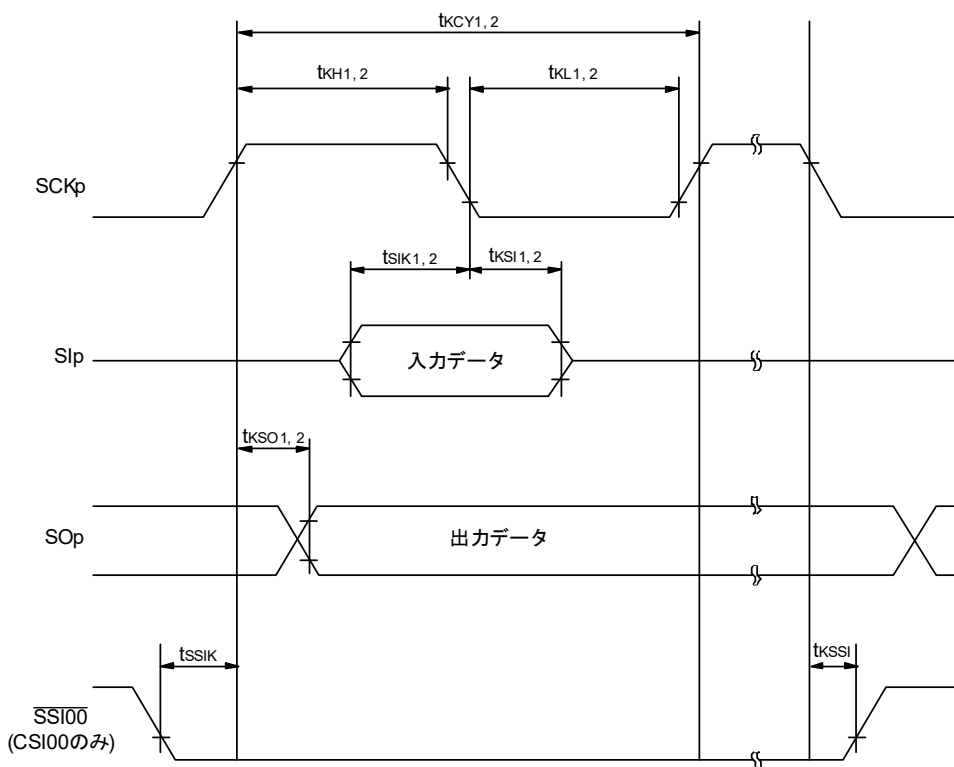 tKCY1, 2
tKH1, 2
tKL1, 2
SCKp
tSIK1, 2
tKSI1, 2
SIp
入力データ
tKSO1, 2
SOp
出力データ
tSSIK
tKSSI
SSI00
(CSI00のみ)